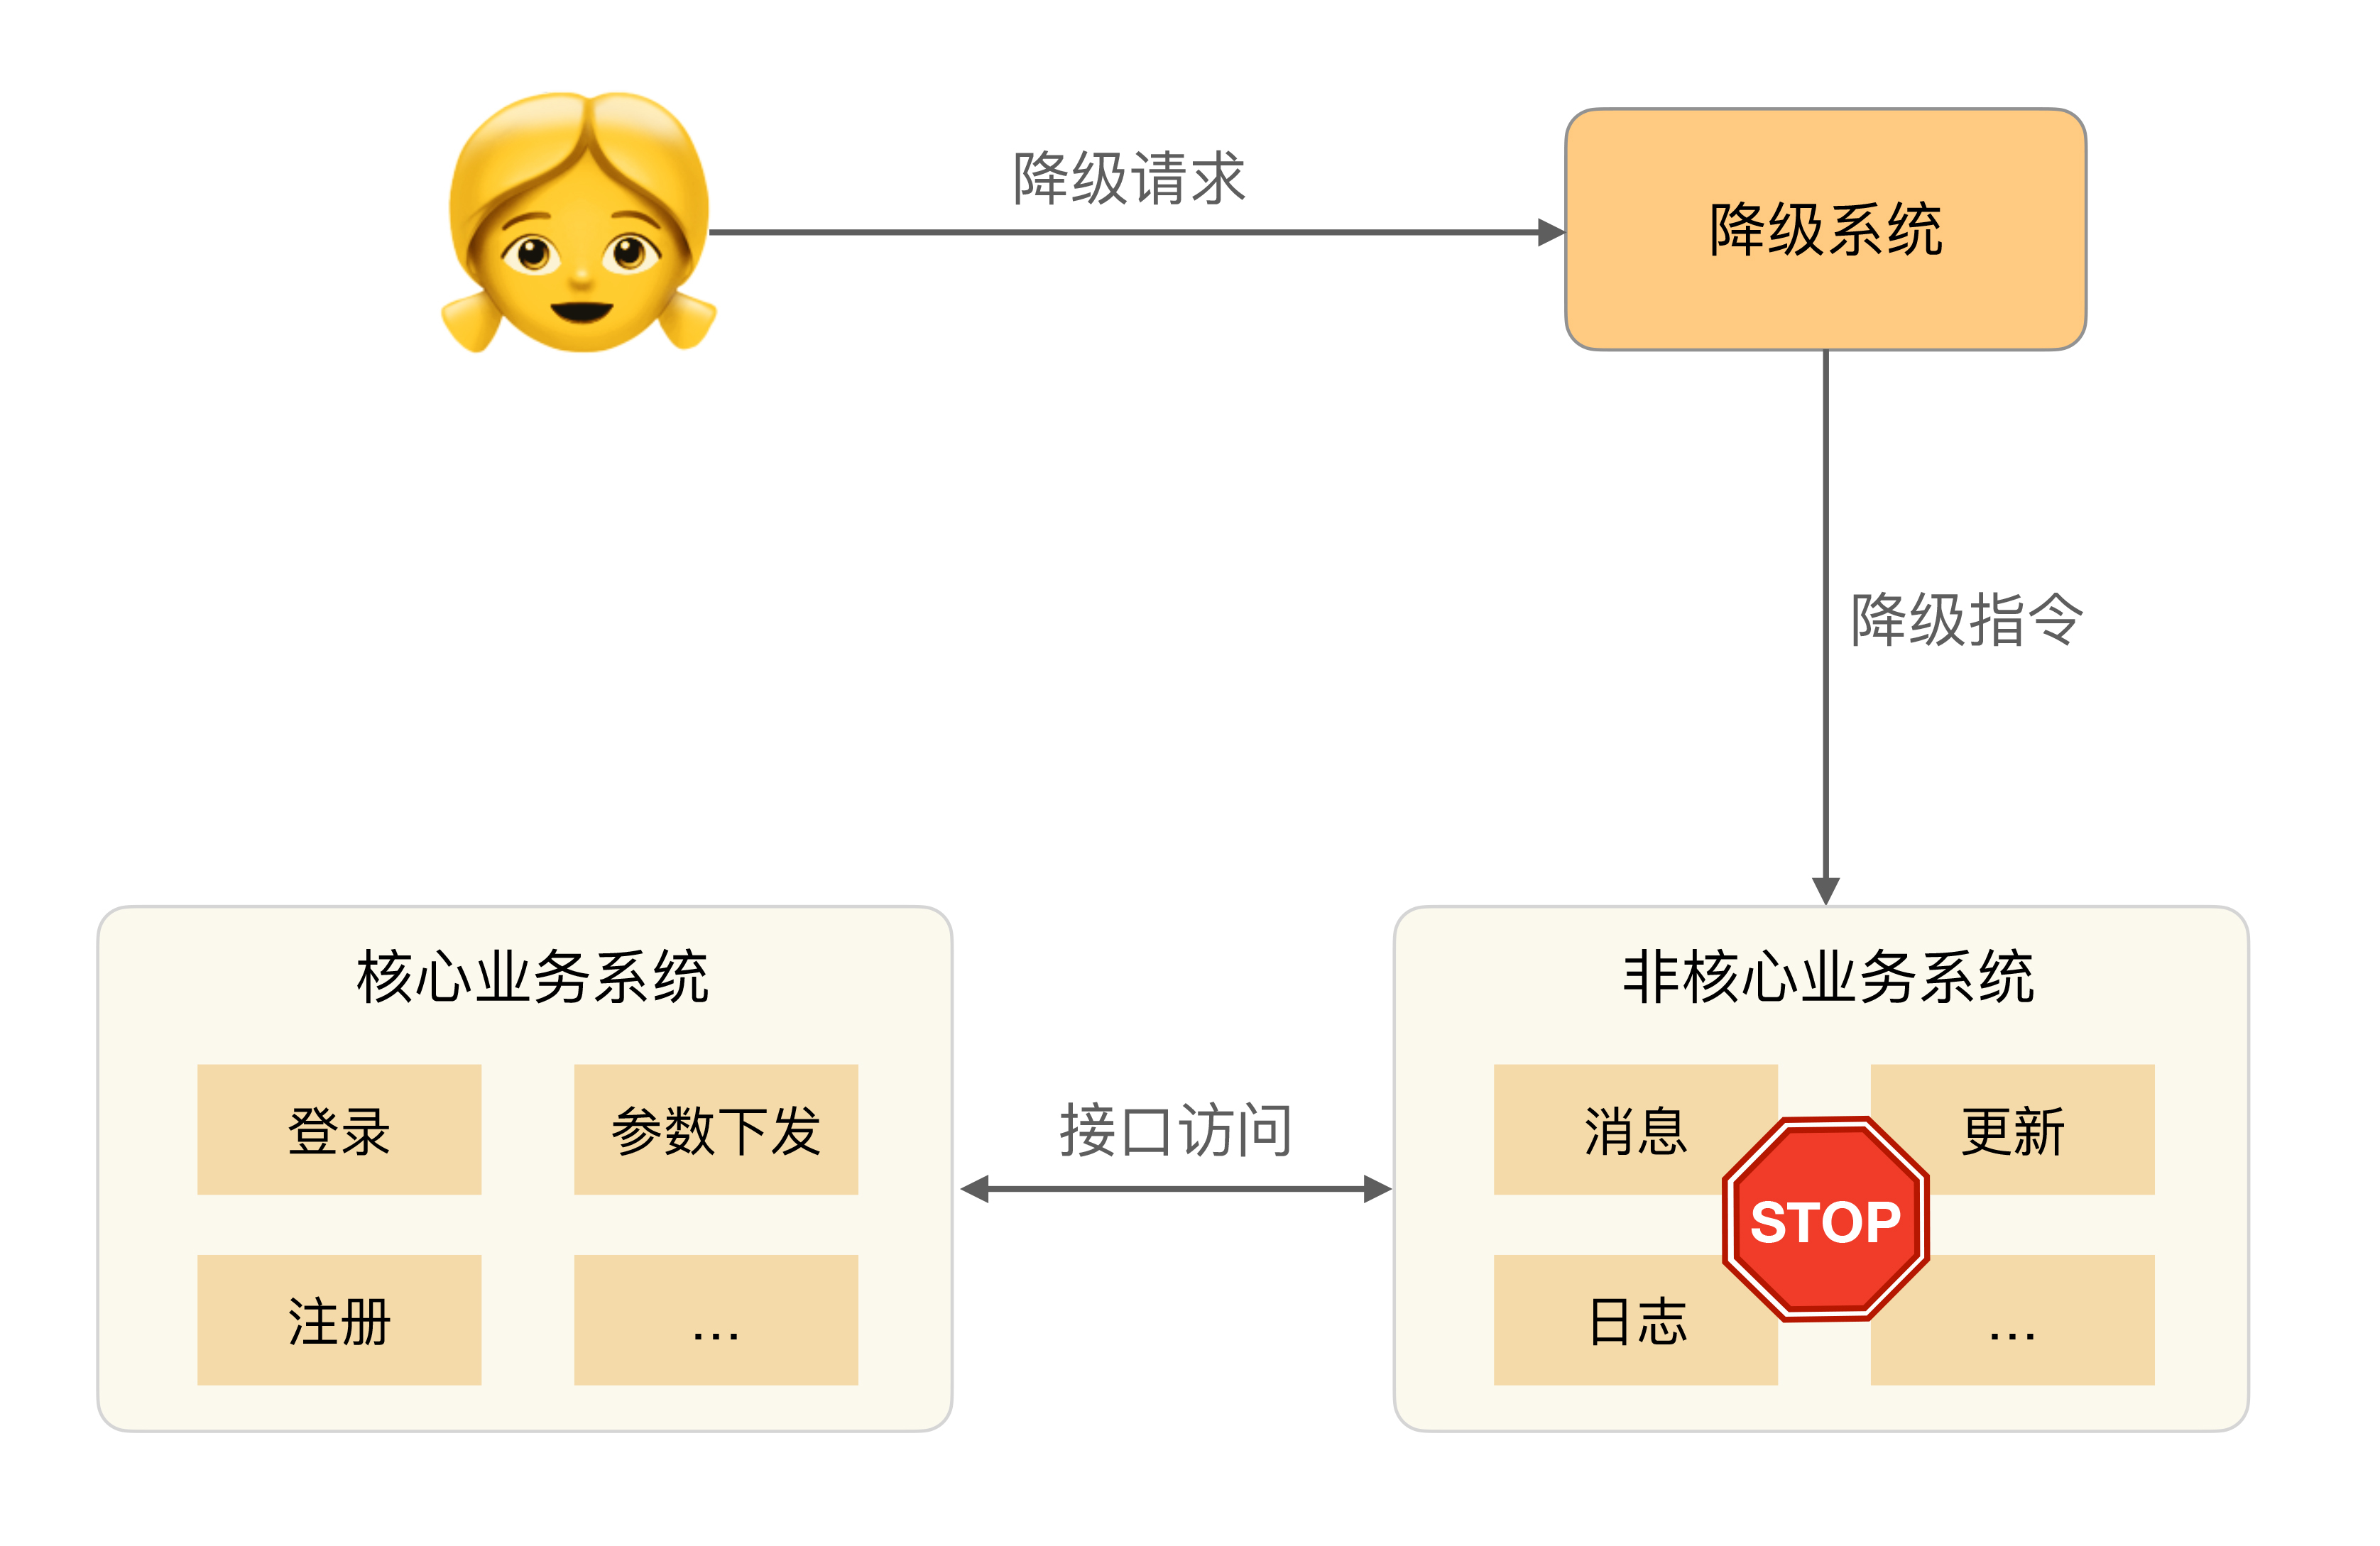 降级请求
降级系统
降级指令
核心业务系统
登录
参数下发
注册
...
接口访问
非核心业务系统
消息
更新
STOP
日志
...